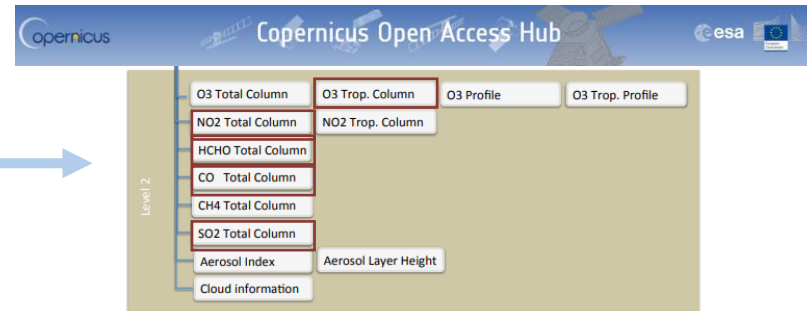 opernicus
Copernicus Open Access Hub
esa
Level 2
O3 Total Column
O3 Trop. Column
O3 Profile
O3 Trop. Profile
NO2 Total Column
NO2 Trop. Column
HCHO Total Column
CO Total Column
CH4 Total Column
SO2 Total Column
Aerosol Index
Aerosol Layer Height
Cloud information